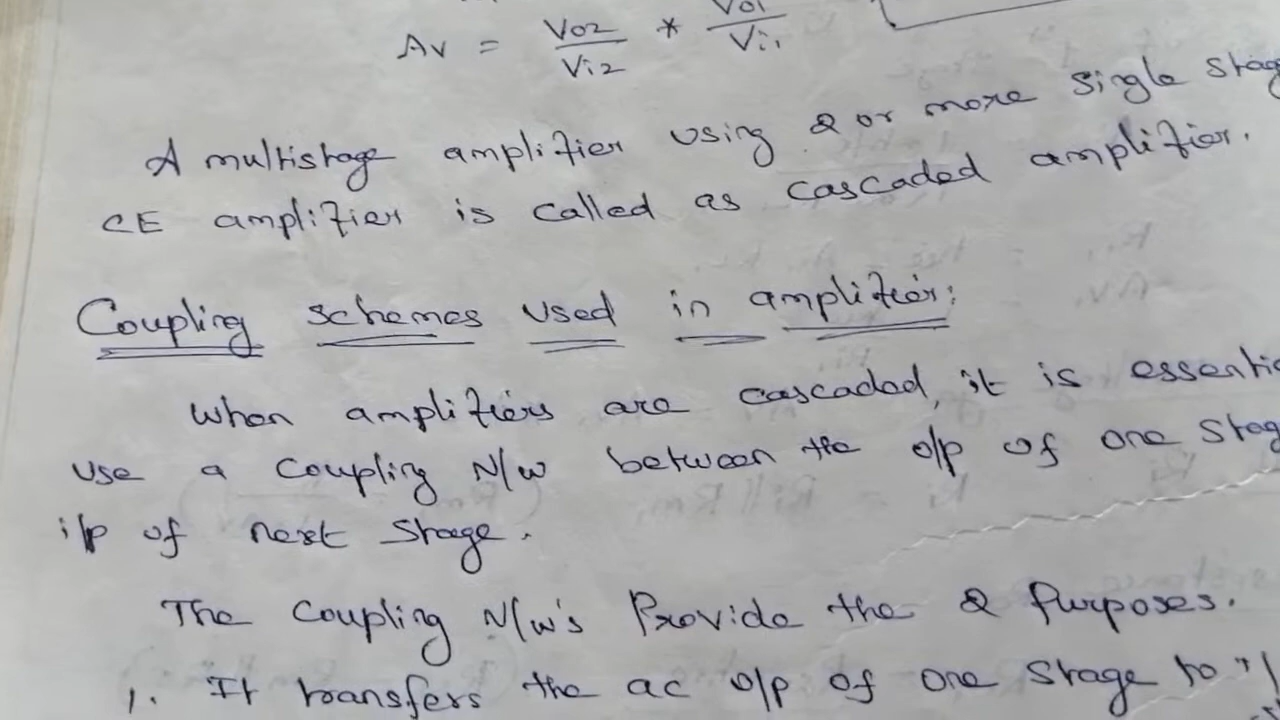 Av = Vo2/Vi2 * Vo1/Vi1
A multistage amplifier using 2 or more single stag
CE amplifier is called as cascaded amplifier.
Coupling schemes used in amplifier:
When amplifiers are cascaded, it is essentia
use a coupling N/w between the o/p of one stag
i/p of next stage.
The coupling N/w's Provide the 2 Purposes.
1. It transfers the ac o/p of one stage to